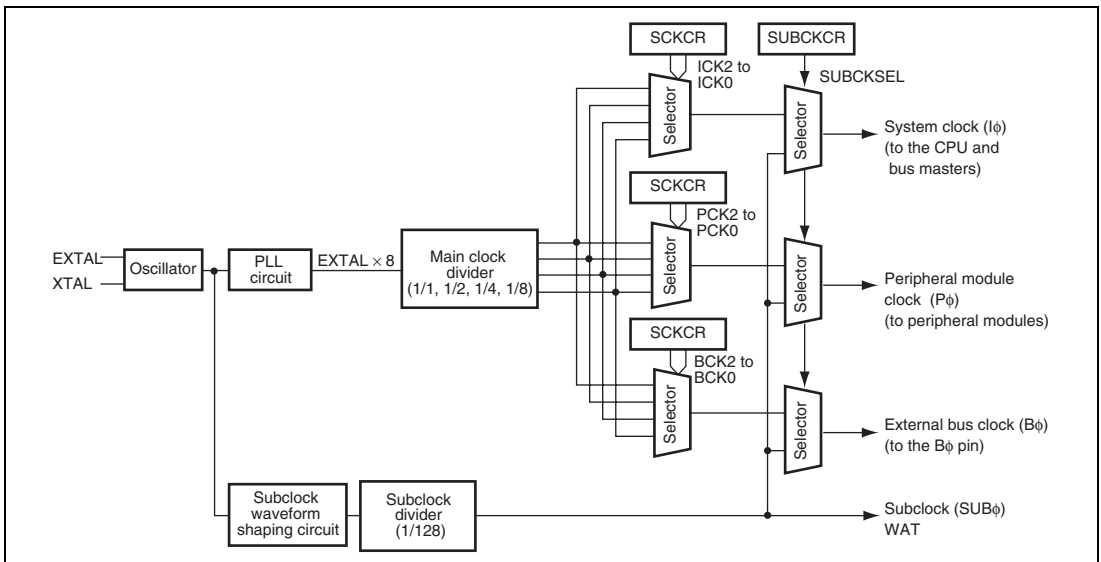 SCKCR
SUBCKCR
ICK2 to
ICK0
SUBCKSEL
Selector
Selector
System clock (Iϕ)
(to the CPU and
bus masters)
SCKCR
PCK2 to
PCK0
EXTAL
XTAL
Oscillator
PLL
circuit
EXTAL × 8
Main clock
divider
(1/1, 1/2, 1/4, 1/8)
Selector
Selector
Peripheral module
clock (Pϕ)
(to peripheral modules)
SCKCR
BCK2 to
BCK0
Selector
Selector
External bus clock (Bϕ)
(to the Bϕ pin)
Subclock
waveform
shaping circuit
Subclock
divider
(1/128)
Subclock (SUBϕ)
WAT